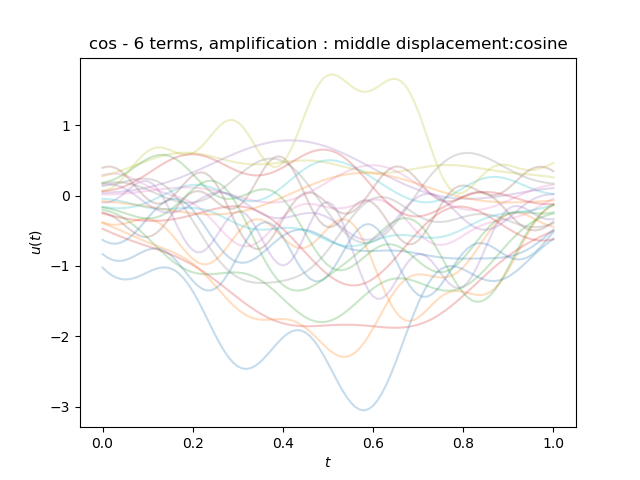 cos - 6 terms, amplification : middle displacement:cosine
1
0
−1
−2
−3
u(t)
0.0 0.2 0.4 0.6 0.8 1.0
t